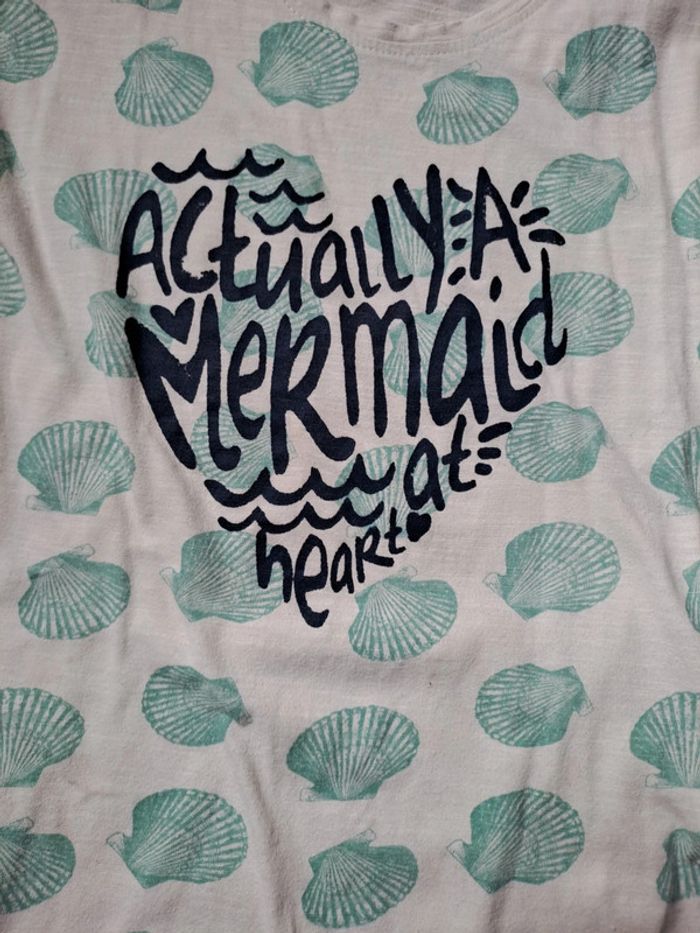 Actually A
Mermaid
at
heart